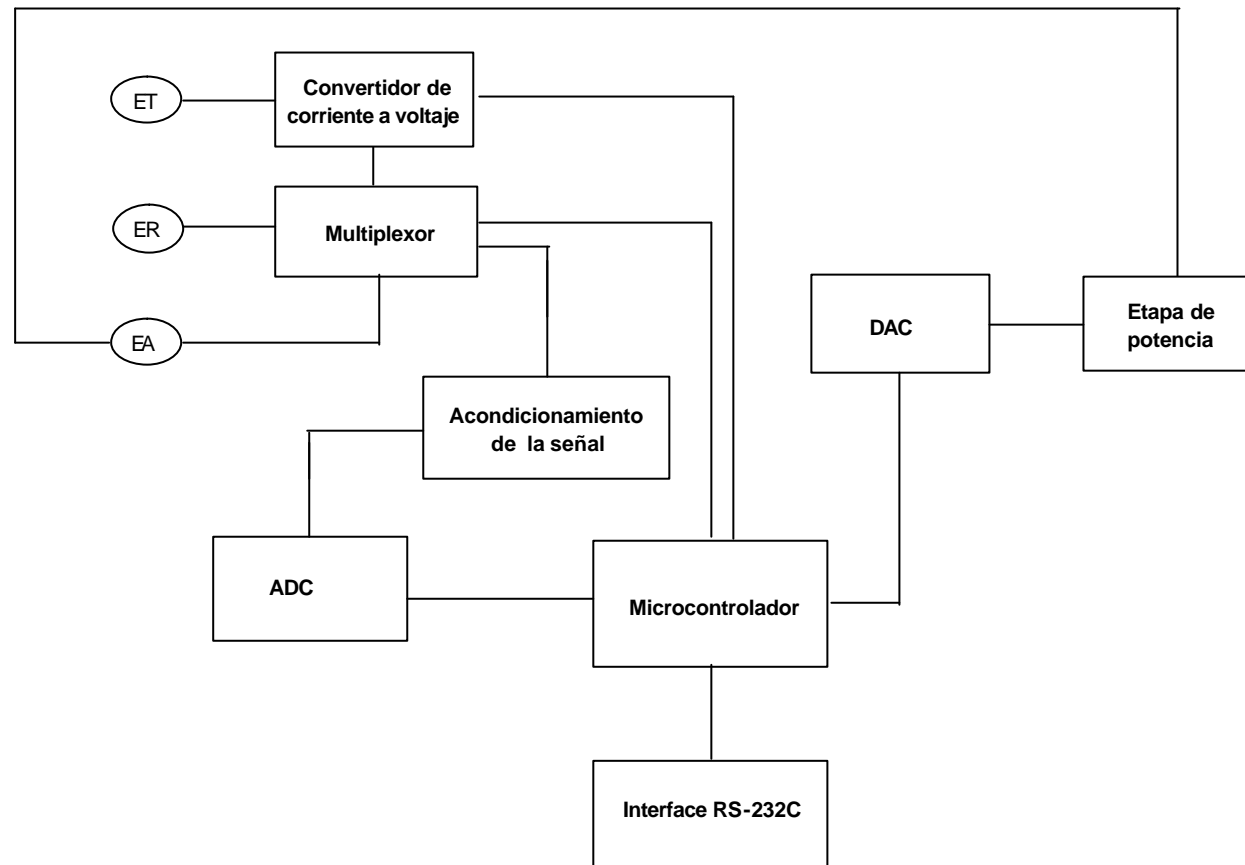 Convertidor de
corriente a voltaje
ET
Multiplexor
ER
EA
DAC
Etapa de
potencia
Acondicionamiento
de la señal
ADC
Microcontrolador
Interface RS-232C